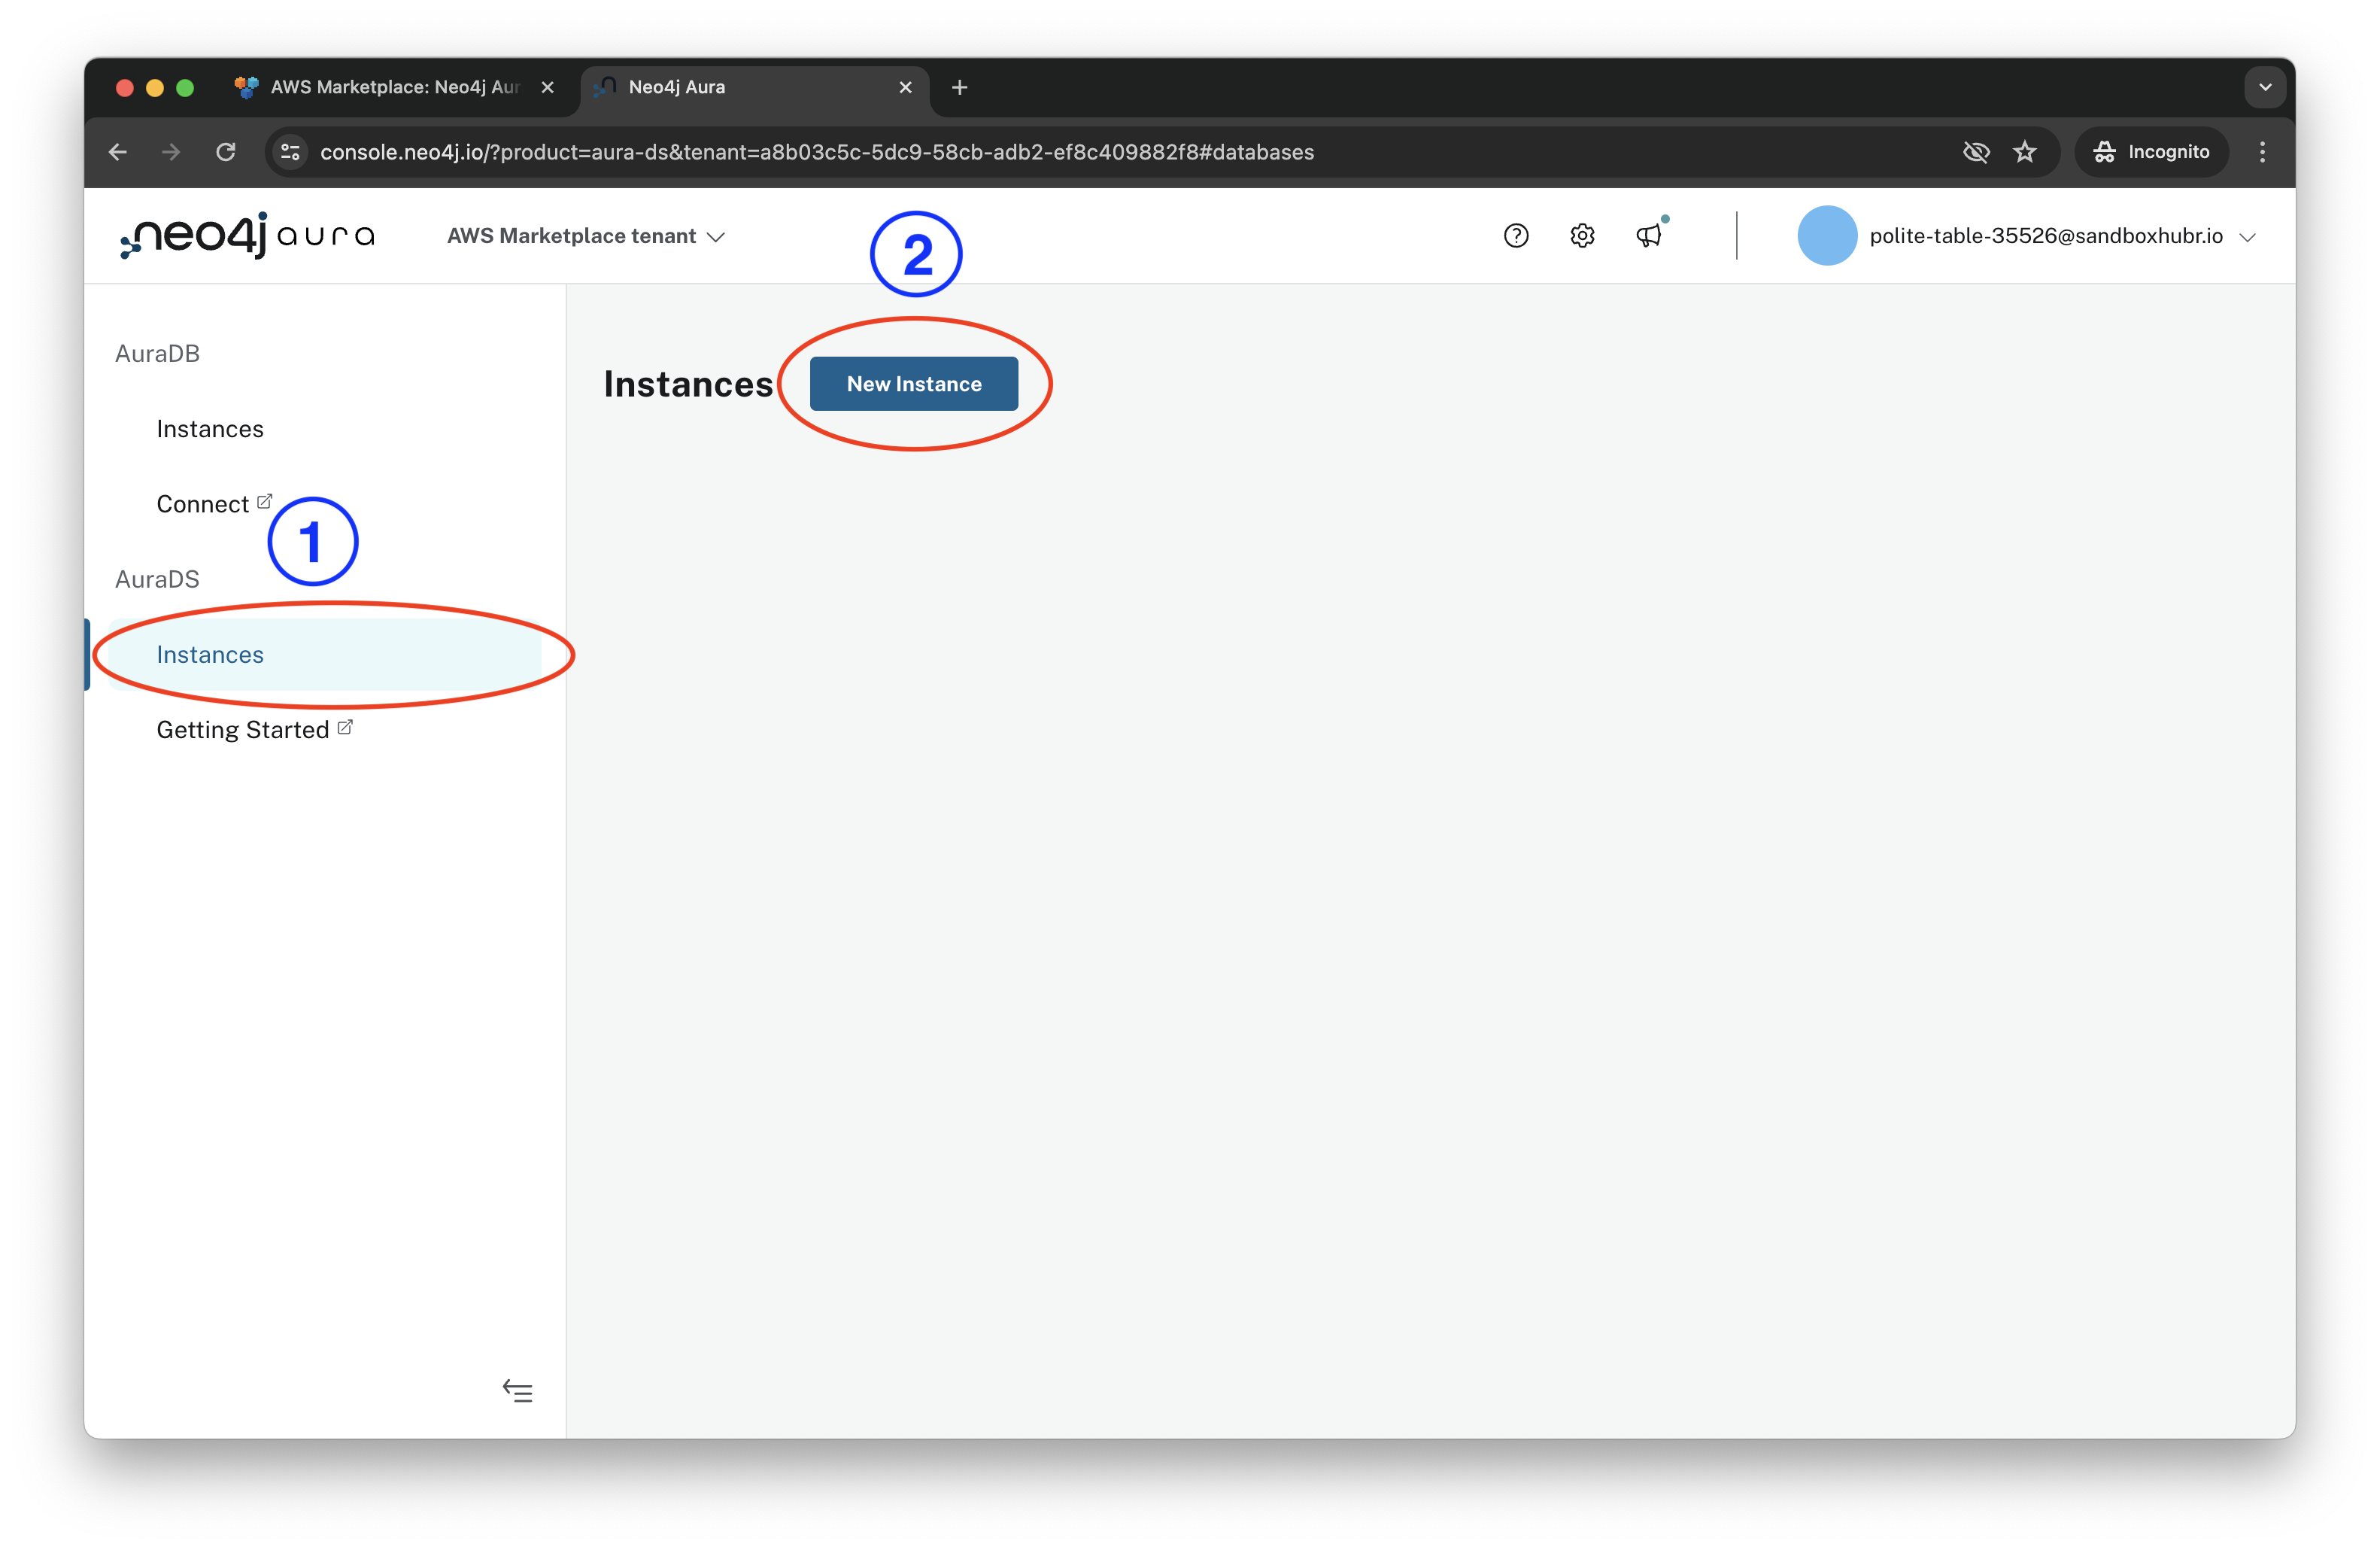 AWS Marketplace: Neo4j Aur
Neo4j Aura
console.neo4j.io/?product=aura-ds&tenant=a8b03c5c-5dc9-58cb-adb2-ef8c409882f8#databases
Incognito
neo4j aura
AWS Marketplace tenant
polite-table-35526@sandboxhubr.io
2
AuraDB
Instances
New Instance
Instances
Connect
1
AuraDS
Instances
Getting Started